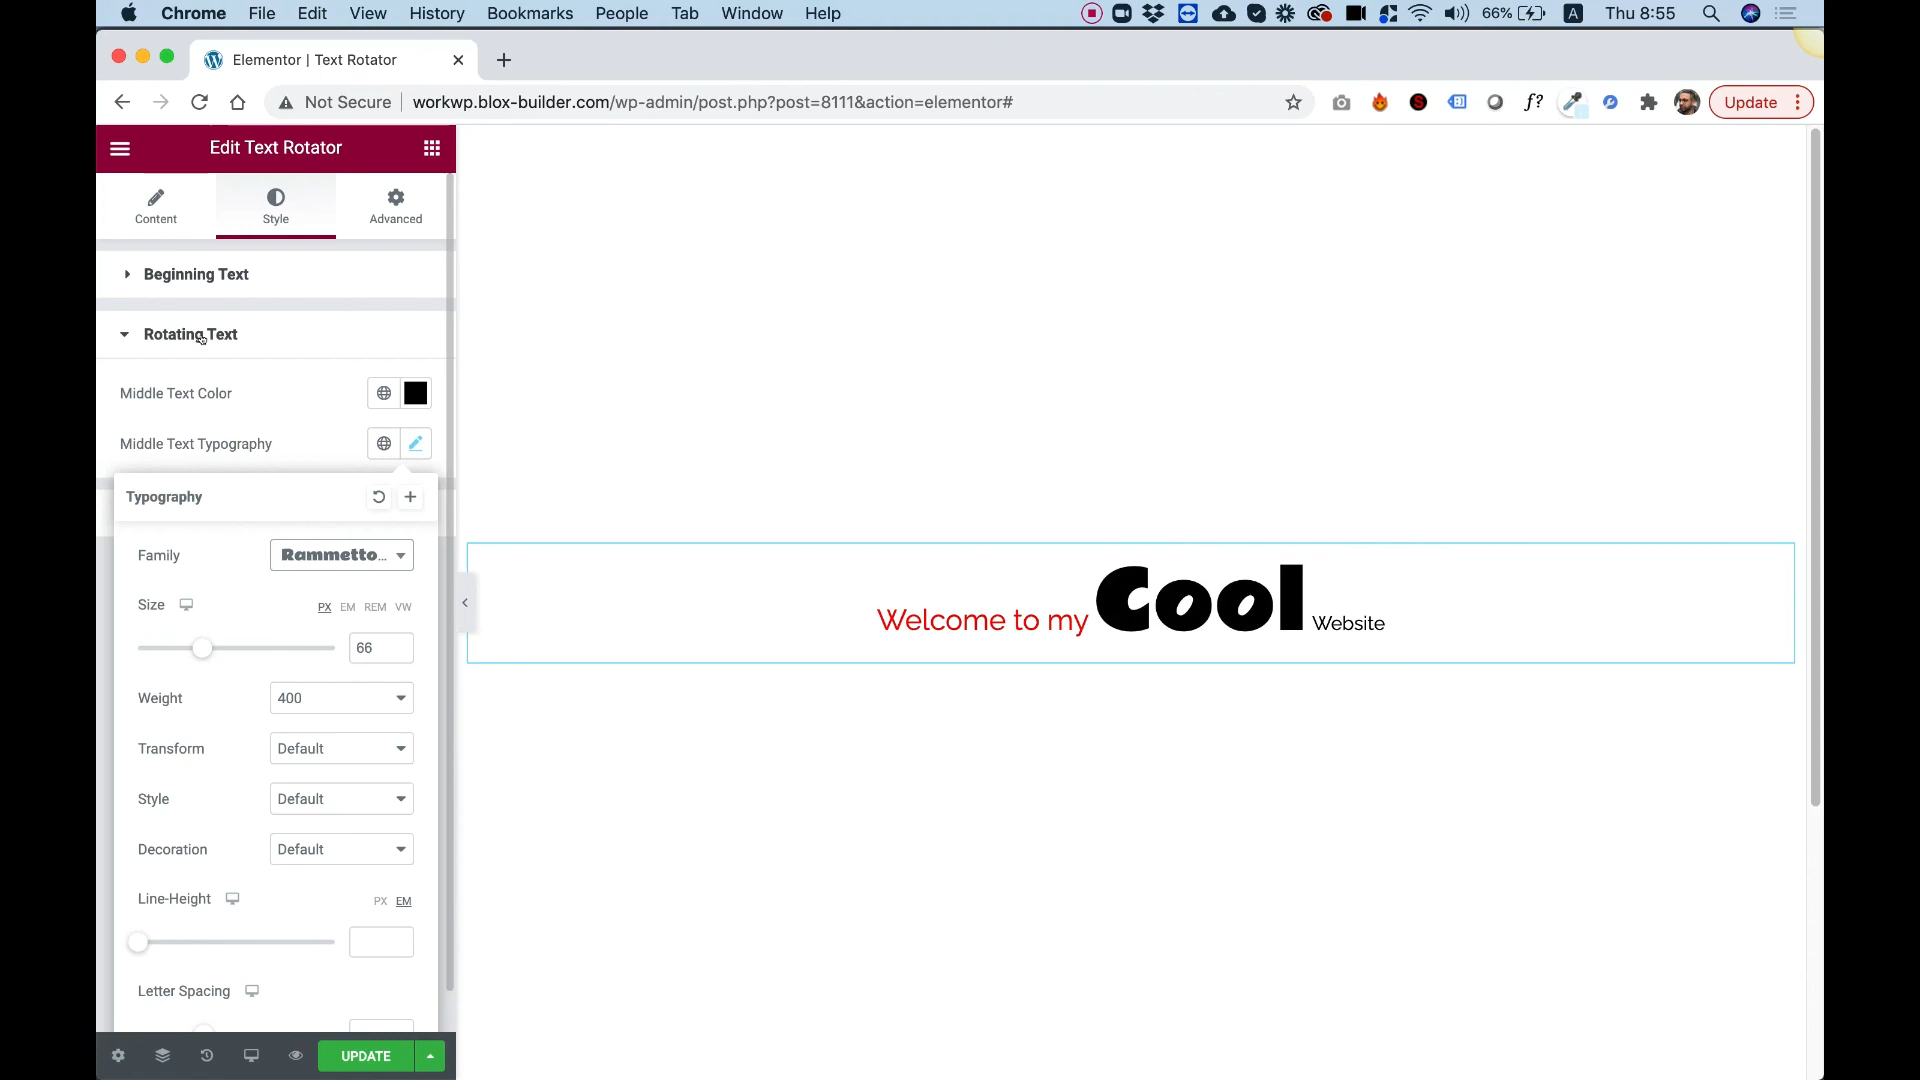 Chrome File Edit View History Bookmarks People Tab Window Help 66% A Thu 8:55
Elementor | Text Rotator
Not Secure workwp.blox-builder.com/wp-admin/post.php?post=8111&action=elementor# S f? Update
Edit Text Rotator
Content Style Advanced
Beginning Text
Rotating Text
Middle Text Color
Middle Text Typography
Typography
Family Rammetto...
Size PX EM REM VW
66
Weight 400
Transform Default
Style Default
Decoration Default
Line-Height PX EM
Letter Spacing
UPDATE
Welcome to my Cool Website